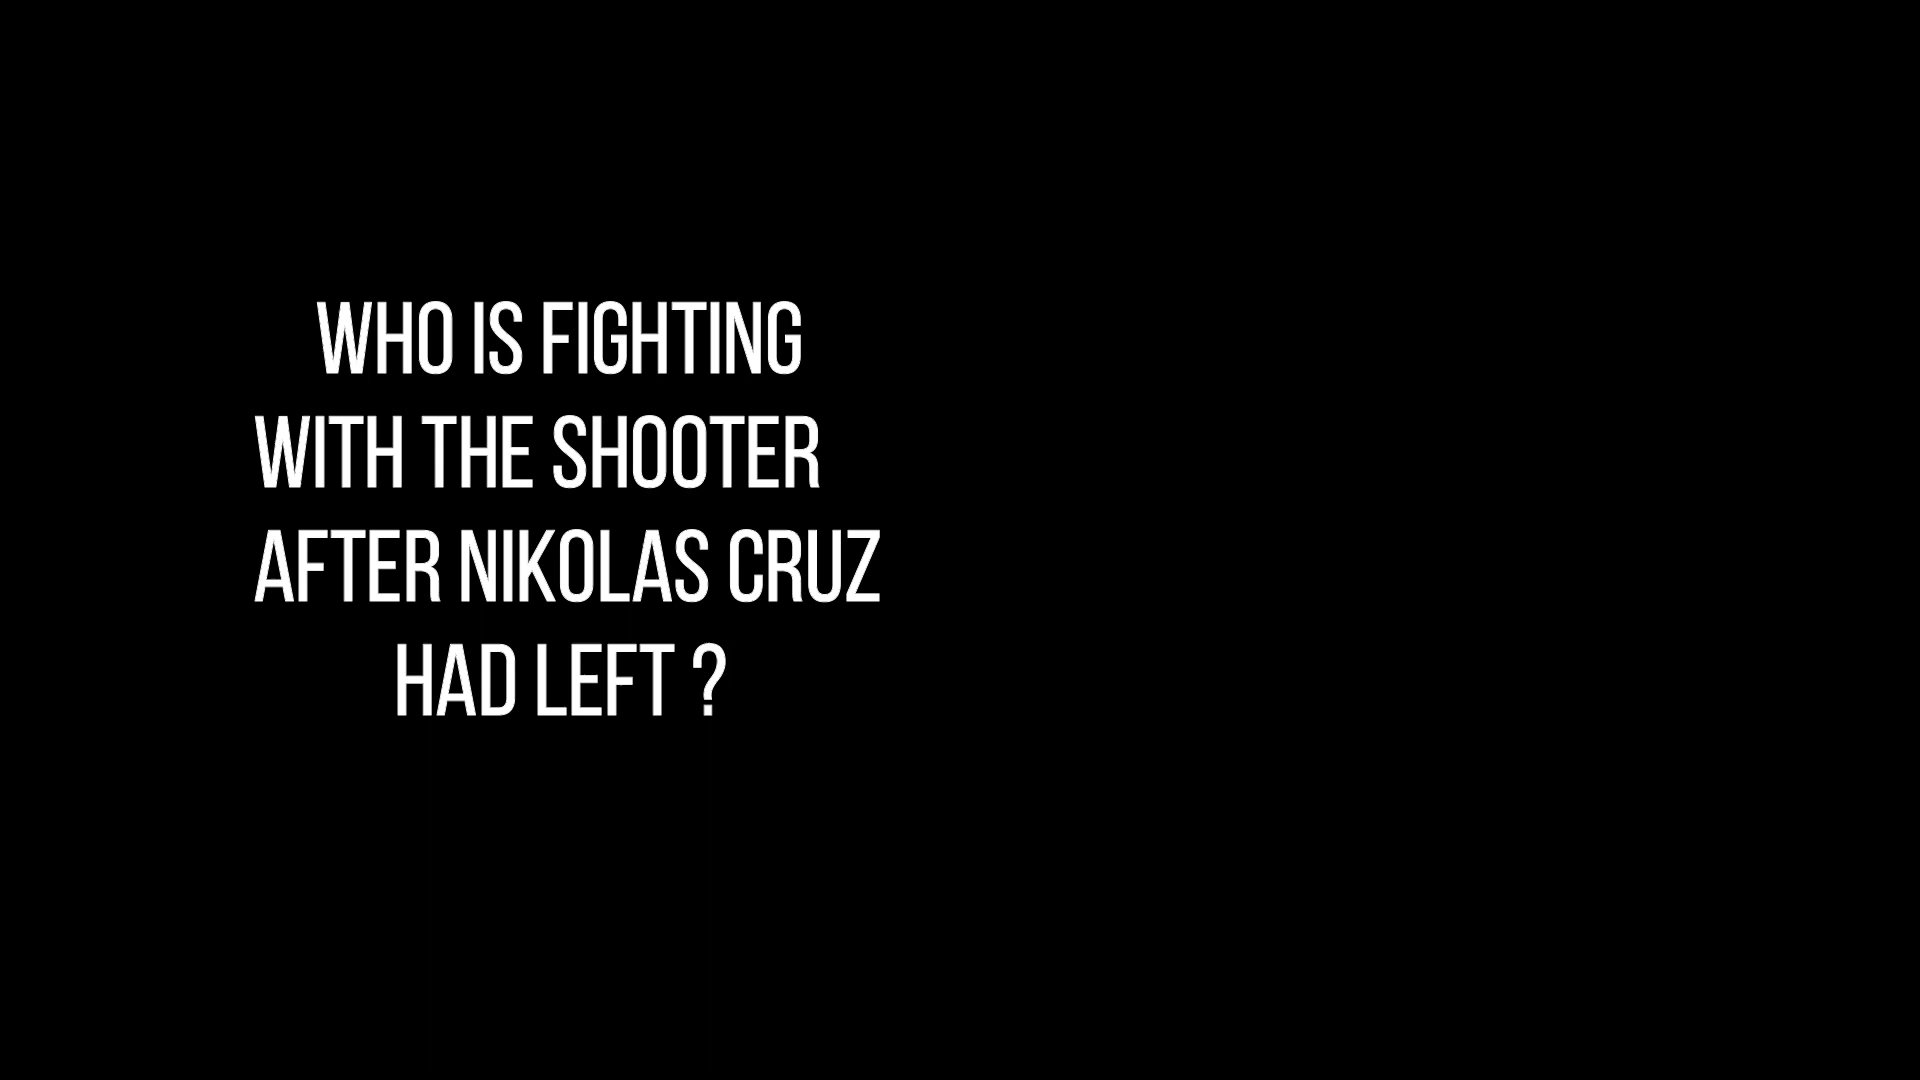 WHO IS FIGHTING
WITH THE SHOOTER
AFTER NIKOLAS CRUZ
HAD LEFT ?